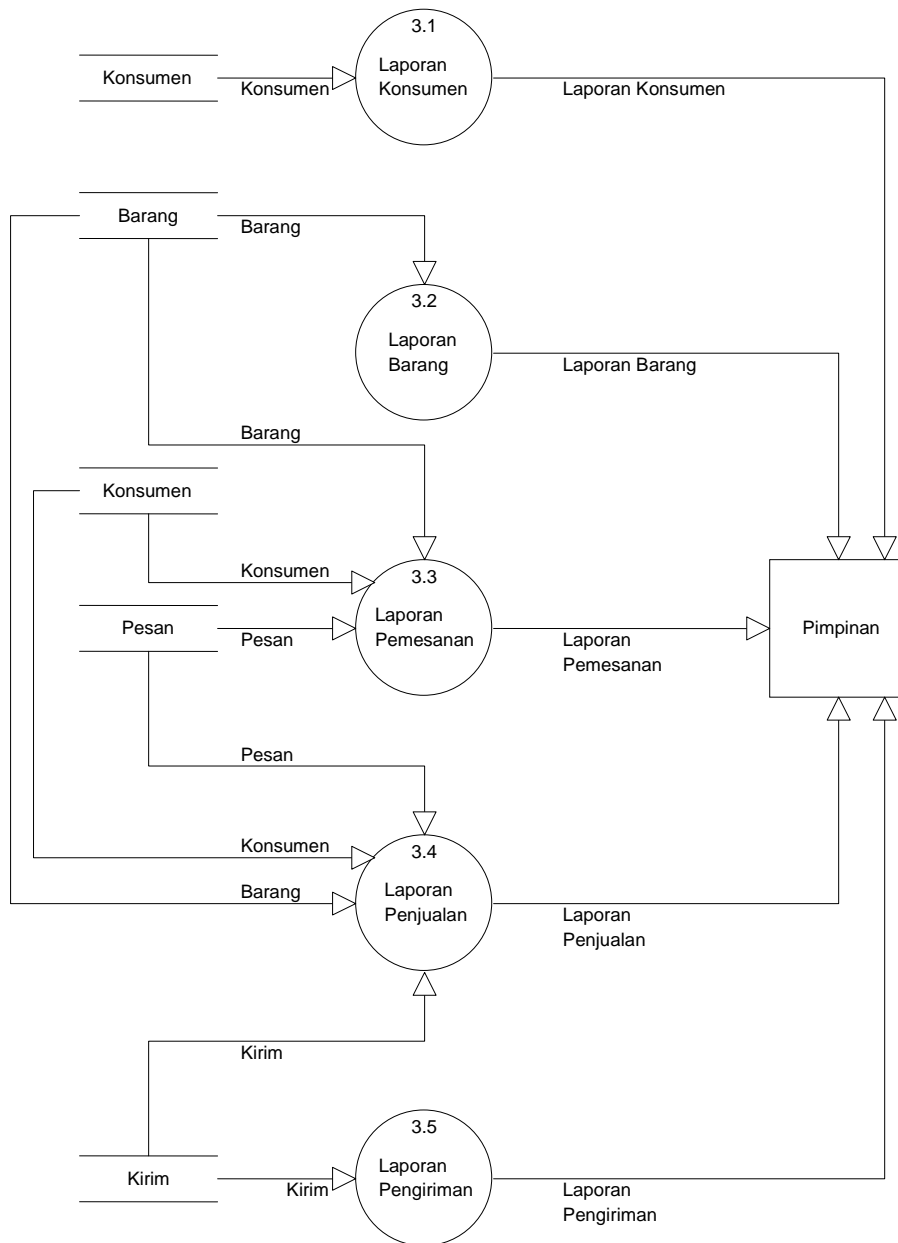 3.1
Laporan
Konsumen
Konsumen
Konsumen
Laporan Konsumen
Barang
Barang
3.2
Laporan
Barang
Laporan Barang
Barang
Konsumen
Konsumen
3.3
Laporan
Pemesanan
Pesan
Pesan
Laporan
Pemesanan
Pimpinan
Pesan
Konsumen
3.4
Laporan
Penjualan
Barang
Laporan
Penjualan
Kirim
3.5
Laporan
Pengiriman
Kirim
Kirim
Laporan
Pengiriman